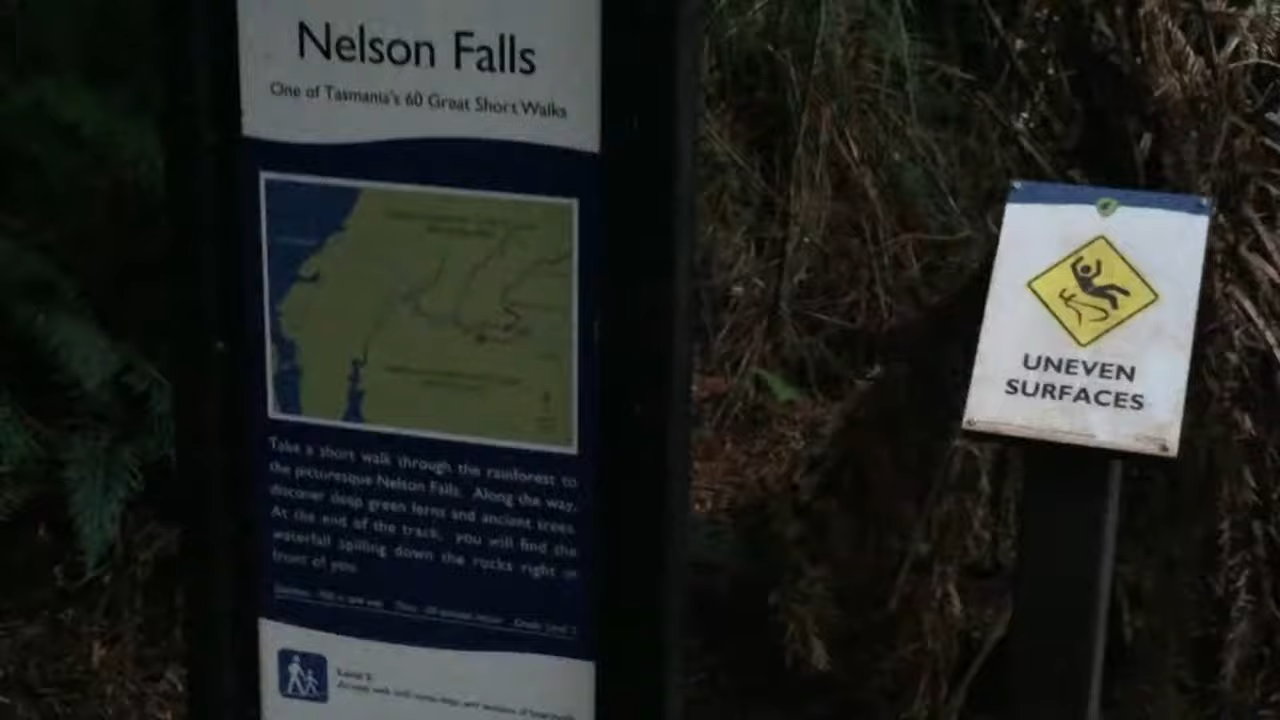 Nelson Falls
One of Tasmania's 60 Great Short Walks
Take a short walk through the rainforest to
the picturesque Nelson Falls. Along the way,
discover deep green ferns and ancient trees.
At the end of the track, you will find the
waterfall spilling down the rocks right in
front of you.
UNEVEN
SURFACES